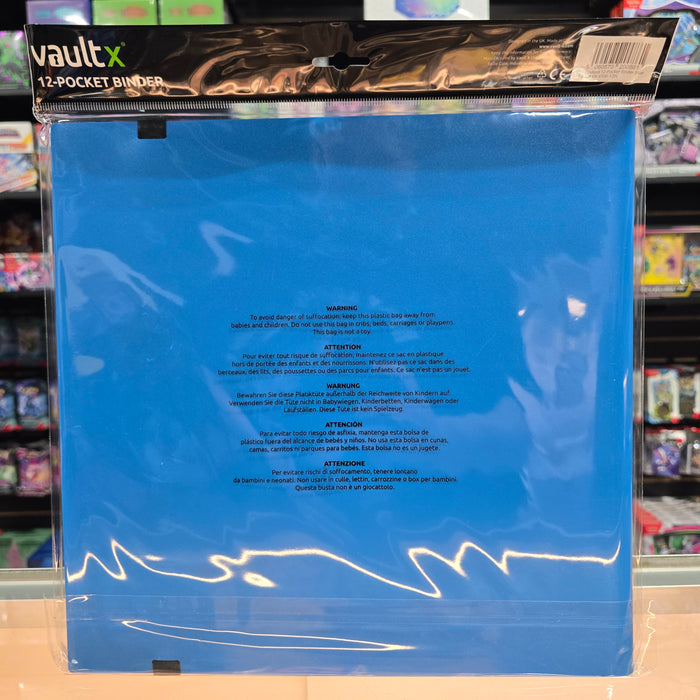 vaultx
12-POCKET BINDER
WARNING
To avoid danger of suffocation, keep this plastic bag away from
babies and children. Do not use this bag in cribs, beds, carriages or playpens.
This bag is not a toy.
ATTENTION
Pour éviter tout risque de suffocation, maintenez ce sac en plastique
hors de portée des enfants et des nourrissons. N'utilisez pas ce sac dans des
berceaux, des lits, des poussettes ou des parcs pour enfants. Ce sac n'est pas un jouet.
WARNUNG
Bewahren Sie diese Platiktüte außerhalb der Reichweite von Kindern auf.
Verwenden Sie die Tüte nicht in Babywiegen, Kinderbetten, Kinderwagen oder
Laufställen. Diese Tüte ist kein Spielzeug.
ATENCIÓN
Para evitar todo riesgo de asfixia, mantenga esta bolsa de
plástico fuera del alcance de bebés y niños. No usa esta bolsa en cunas,
camas, carritos ni parques para bebés. Esta bolsa no es un jugete.
ATTENZIONE
Per evitare rischi di soffocamento, tenere lontano
da bambini e neonati. Non usare in culle, lettin, carrozzine o box per bambini.
Questa busta non è un giocattolo.